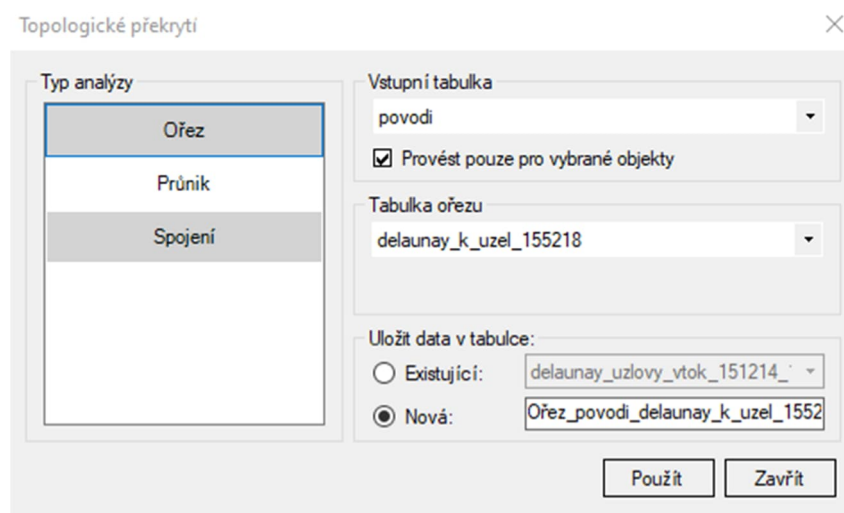 Topologické překrytí
Typ analýzy
Ořez
Průnik
Spojení
Vstupní tabulka
povodi
Provést pouze pro vybrané objekty
Tabulka ořezu
delaunay_k_uzel_155218
Uložit data v tabulce:
Existující: delaunay_uzlovy_vtok_151214_
Nová: Ořez_povodi_delaunay_k_uzel_1552
Použít Zavřít